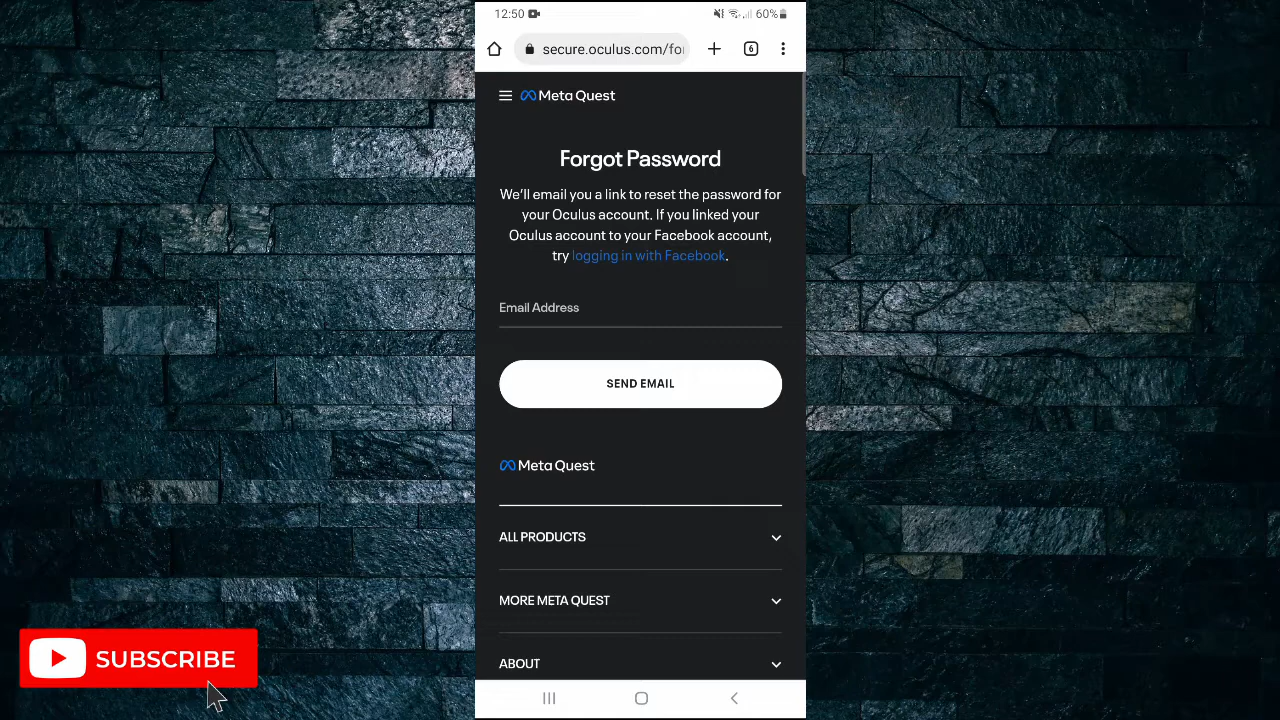 12:50
60%
secure.oculus.com/fo
6
Meta Quest
Forgot Password
We'll email you a link to reset the password for
your Oculus account. If you linked your
Oculus account to your Facebook account,
try logging in with Facebook.
Email Address
SEND EMAIL
Meta Quest
ALL PRODUCTS
MORE META QUEST
ABOUT
SUBSCRIBE